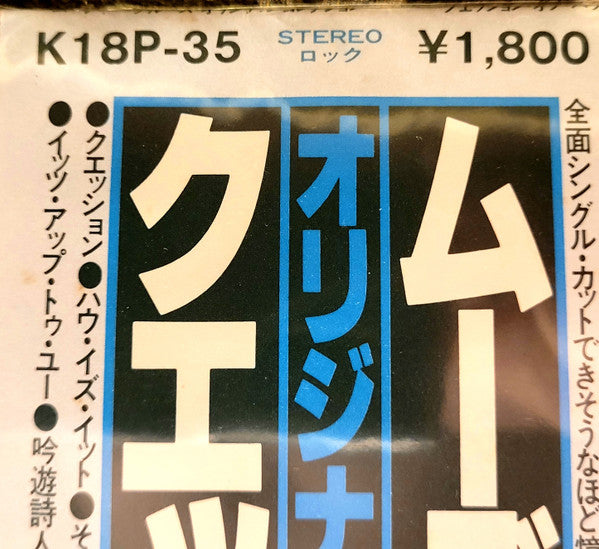 K18P-35 STEREO ¥1,800
ロック
全面シングル・カットできそうなほど
ムー
オリジナ
クエッ
●クエッション●ハウ・イズ・イット●そ
●イッツ・アップ・トゥ・ユー●吟遊詩人